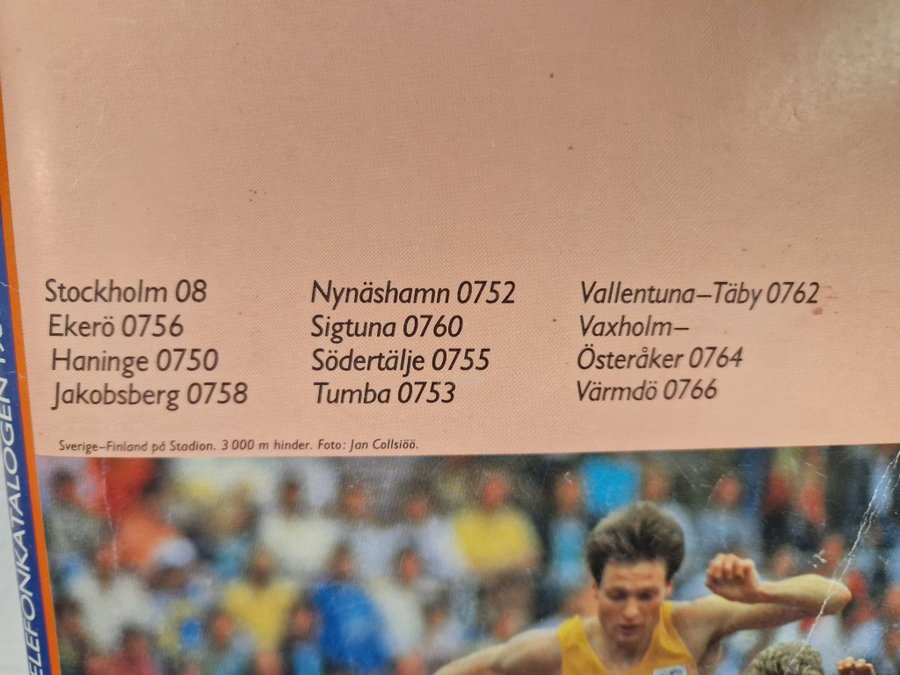 Stockholm 08
Ekerö 0756
Haninge 0750
Jakobsberg 0758
Nynäshamn 0752
Sigtuna 0760
Södertälje 0755
Tumba 0753
Vallentuna–Täby 0762
Vaxholm–
Österåker 0764
Värmdö 0766
Sverige–Finland på Stadion. 3 000 m hinder. Foto: Jan Collsiöö.
ELEFONKATALOGEN